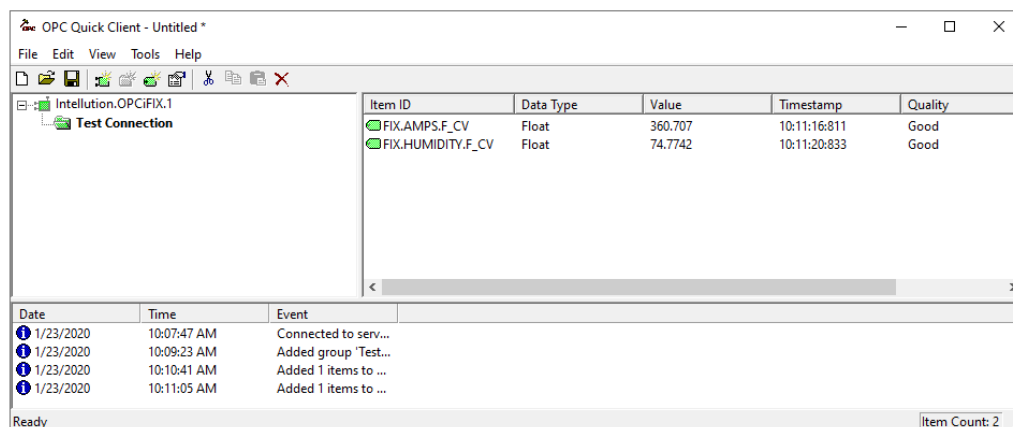 OPC Quick Client - Untitled *
File Edit View Tools Help
Intellution.OPCiFIX.1
Test Connection
Item ID Data Type Value Timestamp Quality
FIX.AMPS.F_CV Float 360.707 10:11:16:811 Good
FIX.HUMIDITY.F_CV Float 74.7742 10:11:20:833 Good
Date Time Event
1/23/2020 10:07:47 AM Connected to serv...
1/23/2020 10:09:23 AM Added group 'Test...
1/23/2020 10:10:41 AM Added 1 items to ...
1/23/2020 10:11:05 AM Added 1 items to ...
Ready Item Count: 2